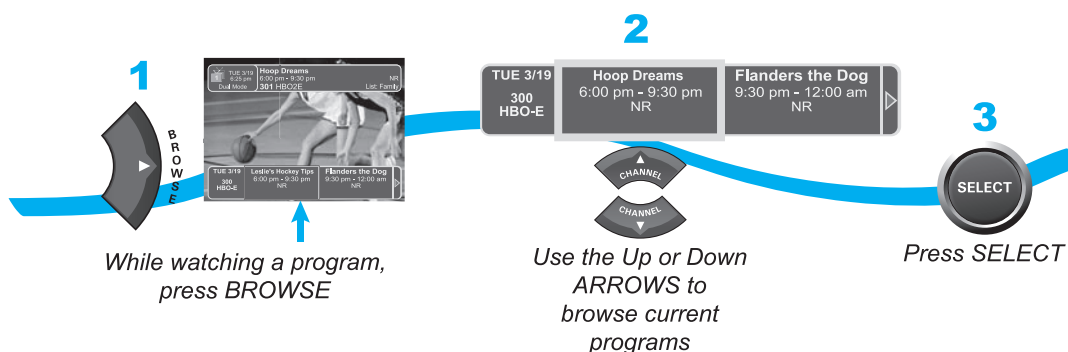 1
BROWSE
TUE 3/19
6:25 pm
Dual Mode
Hoop Dreams
6:00 pm - 9:30 pm
NR
301 HBO2E
List: Family
TUE 3/19
300
HBO-E
Leslie's Hockey Tips
6:00 pm - 9:30 pm
NR
Flanders the Dog
9:30 pm - 12:00 am
NR
While watching a program,
press BROWSE
2
TUE 3/19
300
HBO-E
Hoop Dreams
6:00 pm - 9:30 pm
NR
Flanders the Dog
9:30 pm - 12:00 am
NR
CHANNEL
CHANNEL
Use the Up or Down
ARROWS to
browse current
programs
3
SELECT
Press SELECT